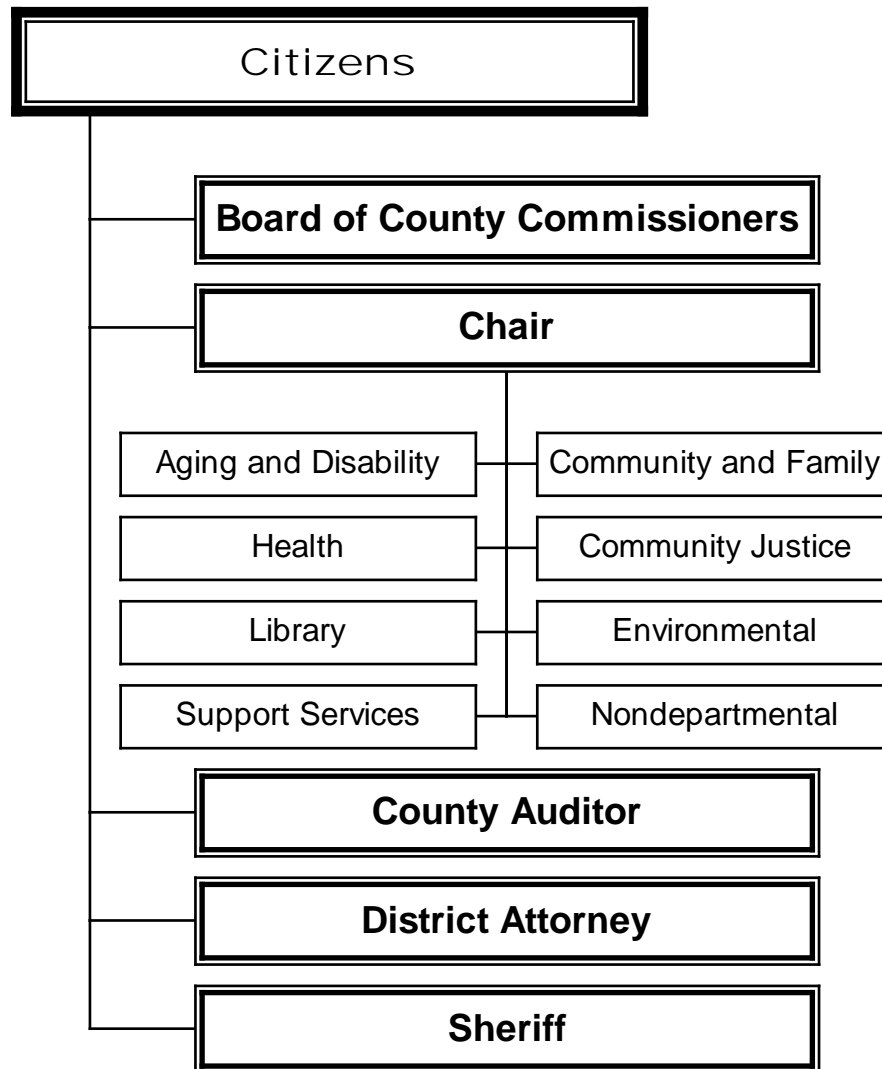 Citizens
Board of County Commissioners
Chair
Aging and Disability
Community and Family
Health
Community Justice
Library
Environmental
Support Services
Nondepartmental
County Auditor
District Attorney
Sheriff